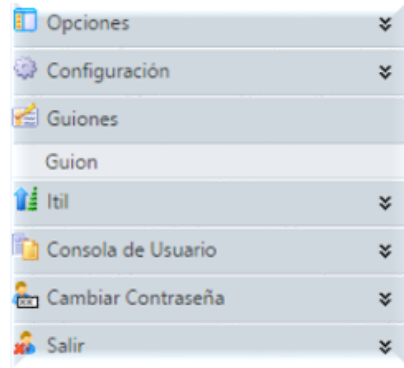 Opciones
Configuración
Guiones
Guion
Itil
Consola de Usuario
Cambiar Contraseña
Salir